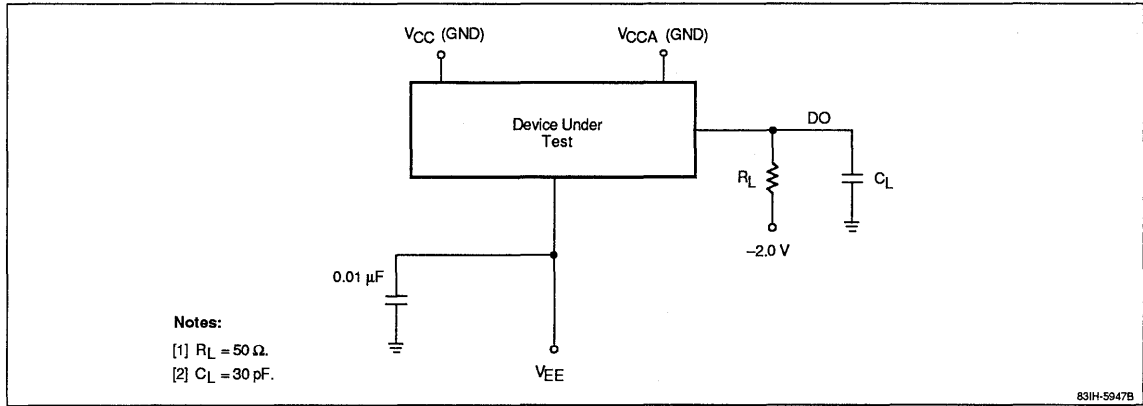 VCC (GND)
VCCA (GND)
Device Under
Test
DO
RL
CL
–2.0 V
0.01 μF
VEE
Notes:
[1] RL = 50 Ω.
[2] CL = 30 pF.
83IH-5947B